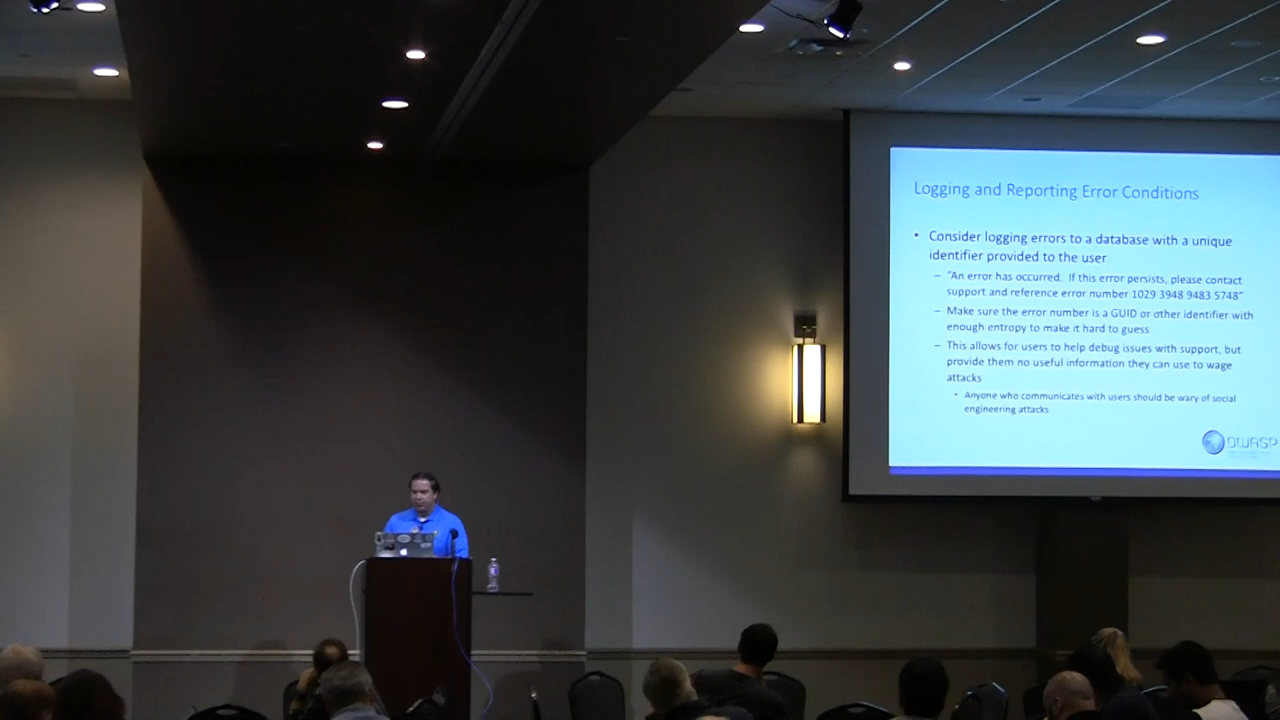 Logging and Reporting Error Conditions
• Consider logging errors to a database with a unique
identifier provided to the user
– "An error has occurred. If this error persists, please contact
support and reference error number 1029 3948 9483 5748"
– Make sure the error number is a GUID or other identifier with
enough entropy to make it hard to guess
– This allows for users to help debug issues with support, but
provide them no useful information they can use to wage
attacks
• Anyone who communicates with users should be wary of social
engineering attacks
OWASP